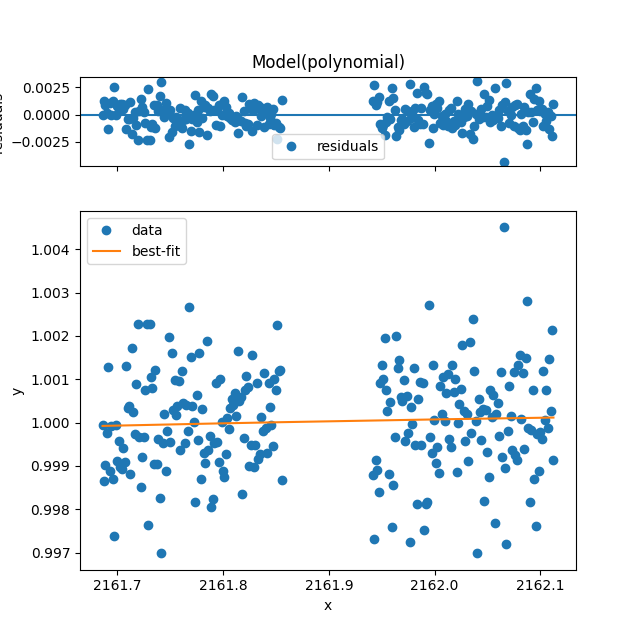 Model(polynomial)
0.0025
0.0000
−0.0025
residuals
residuals
data
best-fit
1.004
1.003
1.002
1.001
1.000
0.999
0.998
0.997
y
2161.7 2161.8 2161.9 2162.0 2162.1
x